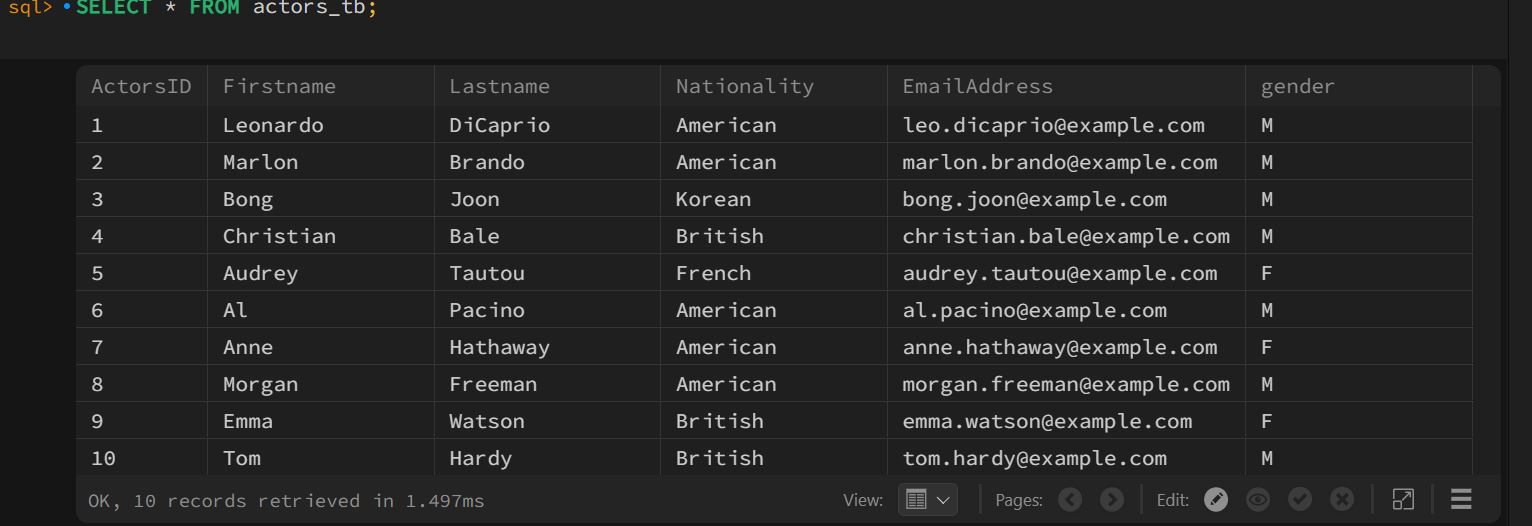 sql> SELECT * FROM actors_tb;
ActorsID Firstname Lastname Nationality EmailAddress gender
1 Leonardo DiCaprio American leo.dicaprio@example.com M
2 Marlon Brando American marlon.brando@example.com M
3 Bong Joon Korean bong.joon@example.com M
4 Christian Bale British christian.bale@example.com M
5 Audrey Tautou French audrey.tautou@example.com F
6 Al Pacino American al.pacino@example.com M
7 Anne Hathaway American anne.hathaway@example.com F
8 Morgan Freeman American morgan.freeman@example.com M
9 Emma Watson British emma.watson@example.com F
10 Tom Hardy British tom.hardy@example.com M
OK, 10 records retrieved in 1.497ms View: Pages: Edit: